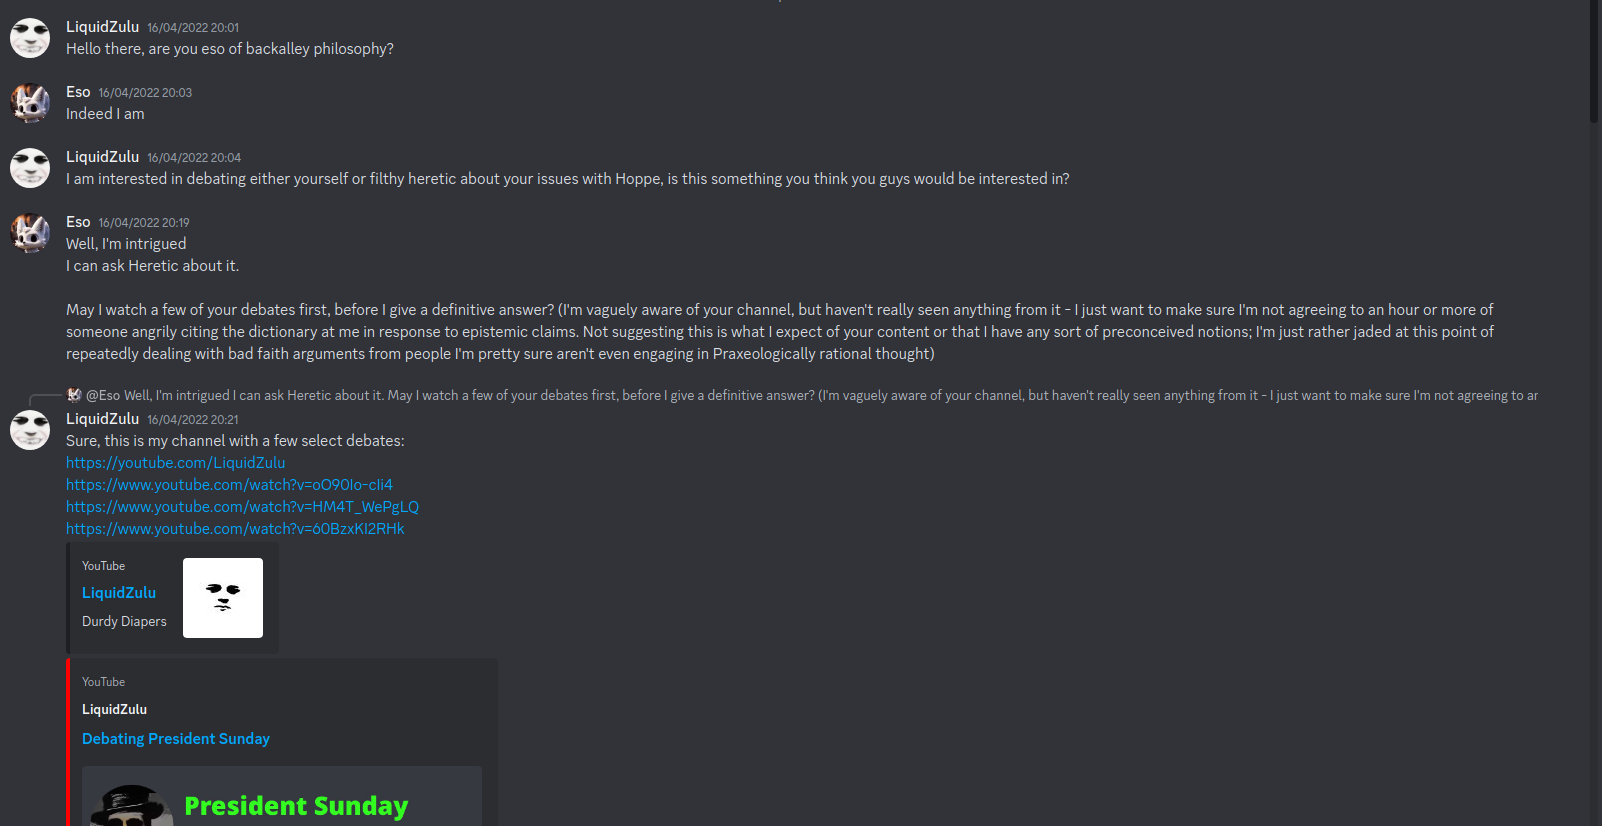 LiquidZulu 16/04/2022 20:01
Hello there, are you eso of backalley philosophy?
Eso 16/04/2022 20:03
Indeed I am
LiquidZulu 16/04/2022 20:04
I am interested in debating either yourself or filthy heretic about your issues with Hoppe, is this something you think you guys would be interested in?
Eso 16/04/2022 20:19
Well, I'm intrigued
I can ask Heretic about it.
May I watch a few of your debates first, before I give a definitive answer? (I'm vaguely aware of your channel, but haven't really seen anything from it - I just want to make sure I'm not agreeing to an hour or more of
someone angrily citing the dictionary at me in response to epistemic claims. Not suggesting this is what I expect of your content or that I have any sort of preconceived notions; I'm just rather jaded at this point of
repeatedly dealing with bad faith arguments from people I'm pretty sure aren't even engaging in Praxeologically rational thought)
@Eso Well, I'm intrigued I can ask Heretic about it. May I watch a few of your debates first, before I give a definitive answer? (I'm vaguely aware of your channel, but haven't really seen anything from it - I just want to make sure I'm not agreeing to
LiquidZulu 16/04/2022 20:21
Sure, this is my channel with a few select debates:
https://youtube.com/LiquidZulu
https://www.youtube.com/watch?v=oO90Io-cIi4
https://www.youtube.com/watch?v=HM4T_WePgLQ
https://www.youtube.com/watch?v=60BzxKI2RHk
YouTube
LiquidZulu
Durdy Diapers
YouTube
LiquidZulu
Debating President Sunday
President Sunday